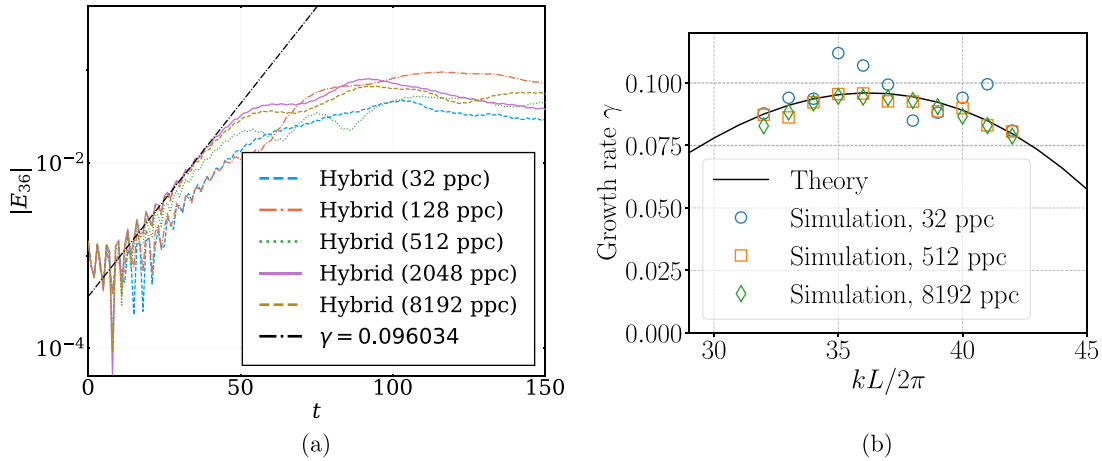 |E₃₆|
10⁻²
10⁻⁴
Hybrid (32 ppc)
Hybrid (128 ppc)
Hybrid (512 ppc)
Hybrid (2048 ppc)
Hybrid (8192 ppc)
γ = 0.096034
0 50 100 150
t
(a)
Growth rate γ
0.100
0.075
0.050
0.025
0.000
Theory
Simulation, 32 ppc
Simulation, 512 ppc
Simulation, 8192 ppc
30 35 40 45
kL/2π
(b)